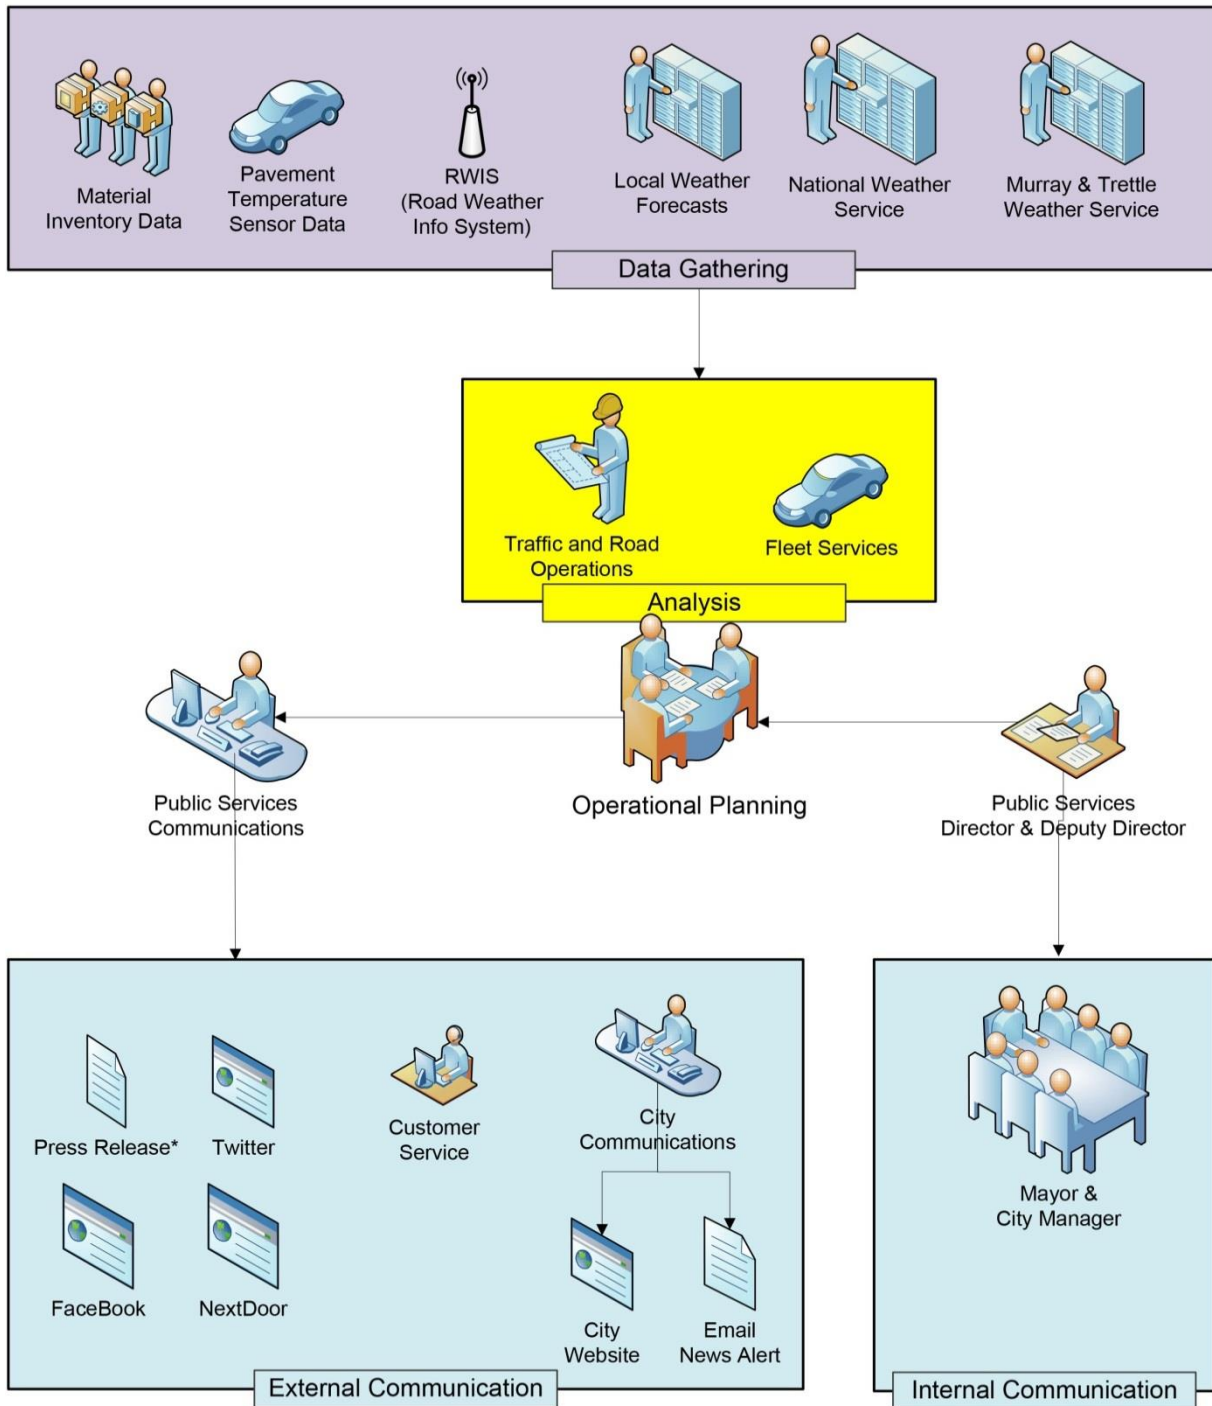 Material
Inventory Data
Pavement
Temperature
Sensor Data
RWIS
(Road Weather
Info System)
Local Weather
Forecasts
National Weather
Service
Murray & Trettle
Weather Service
Data Gathering
Traffic and Road
Operations
Fleet Services
Analysis
Public Services
Communications
Operational Planning
Public Services
Director & Deputy Director
Press Release*
Twitter
Customer
Service
City
Communications
FaceBook
NextDoor
City
Website
Email
News Alert
External Communication
Mayor &
City Manager
Internal Communication